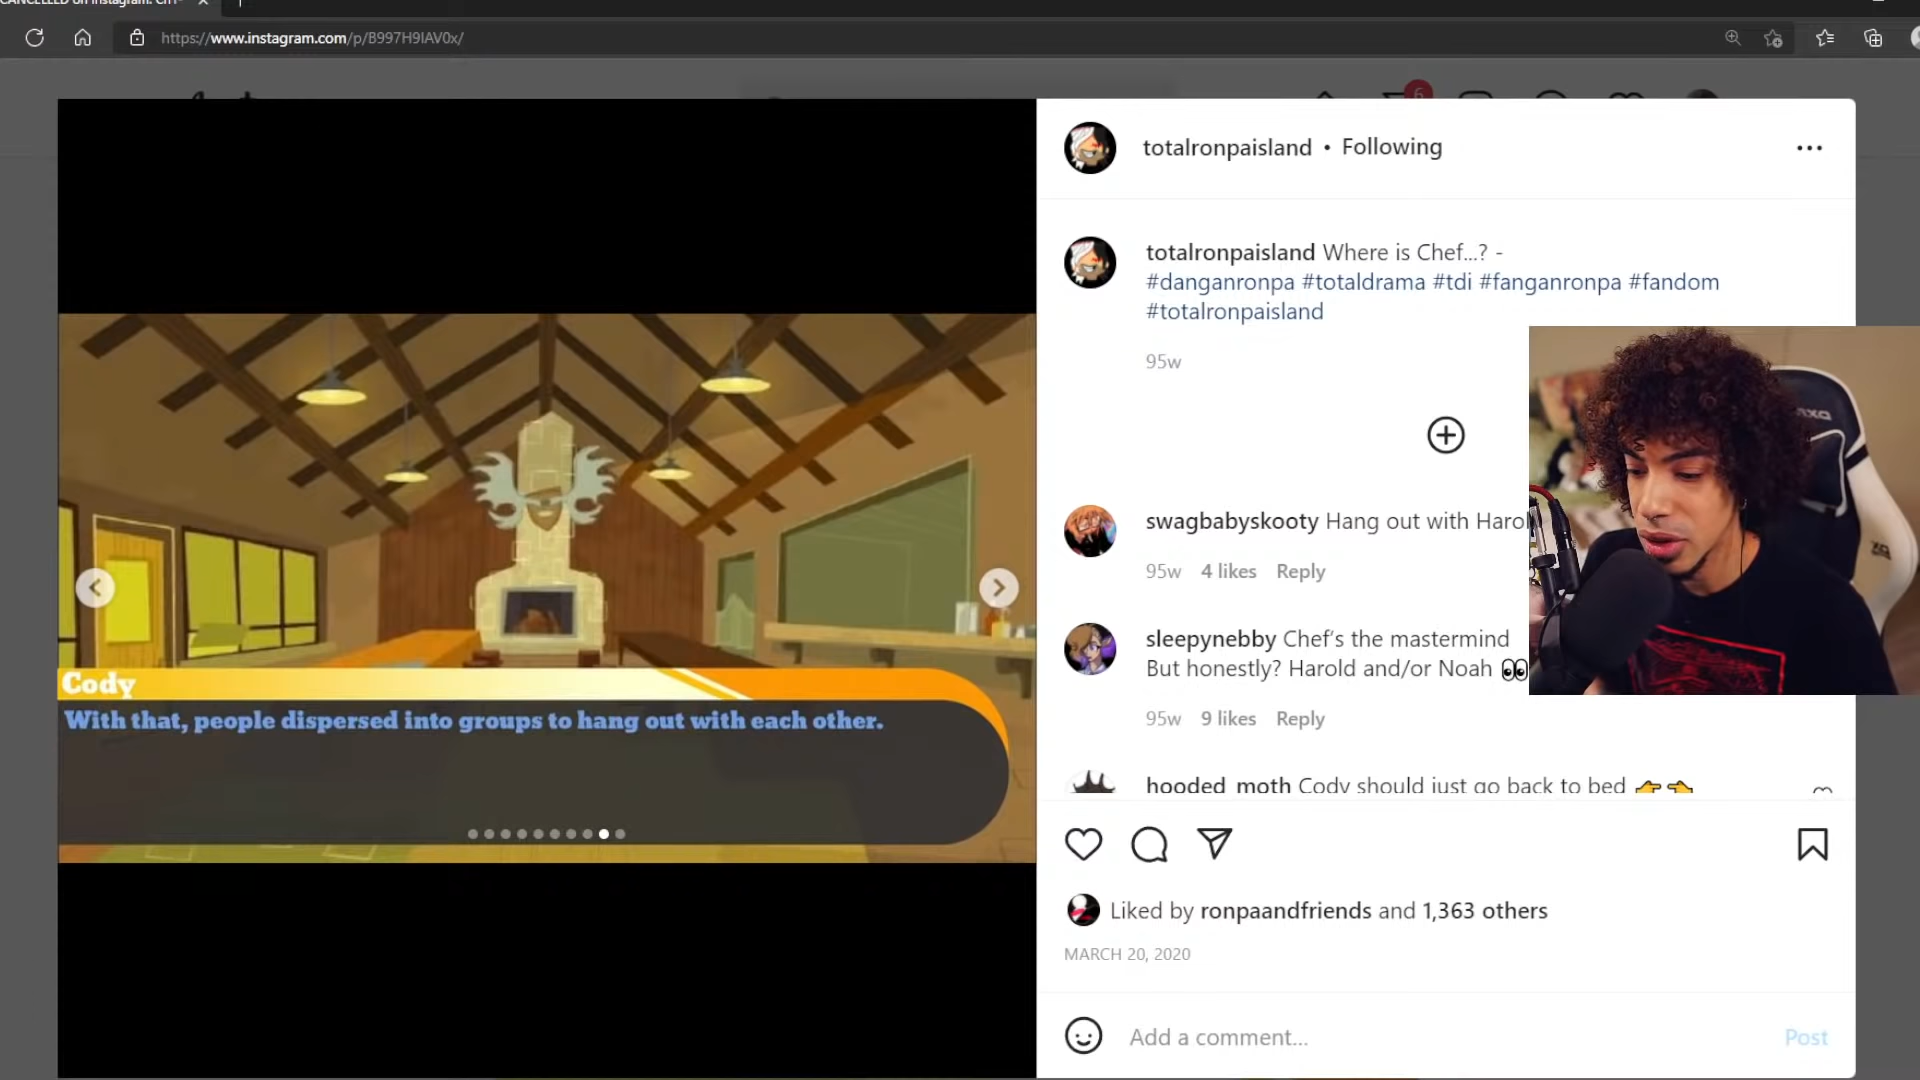 https://www.instagram.com/p/B997H9IAV0x/
6
totalronpaisland • Following
totalronpaisland Where is Chef...? -
#danganronpa #totaldrama #tdi #fanganronpa #fandom
#totalronpaisland
95w
swagbabyskooty Hang out with
95w 4 likes Reply
sleepynebby Chef's the mastermind
But honestly? Harold and/or Noah 👀
95w 9 likes Reply
hooded_moth Cody should just go back to bed 👉👈
Cody
With that, people dispersed into groups to hang out with each other.
Liked by ronpaandfriends and 1,363 others
MARCH 20, 2020
Add a comment...
Post